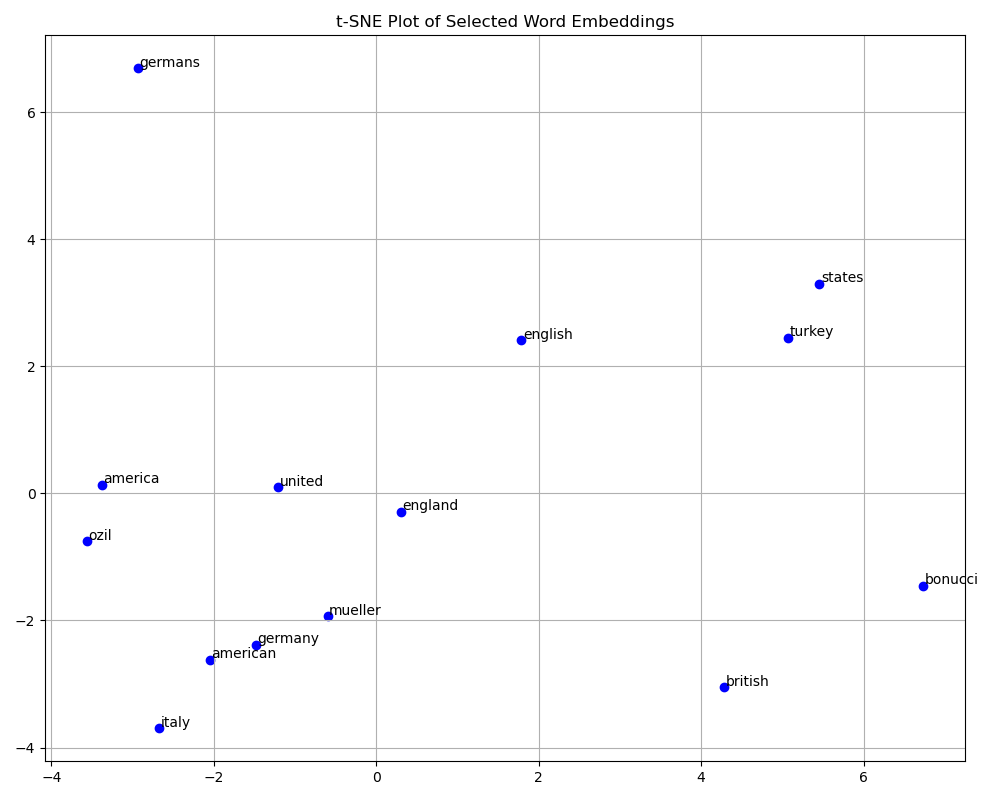 t-SNE Plot of Selected Word Embeddings
germans
6
4
states
turkey
english
2
america
united
0
england
ozil
bonucci
mueller
−2
germany
american
british
italy
−4
−4 −2 0 2 4 6